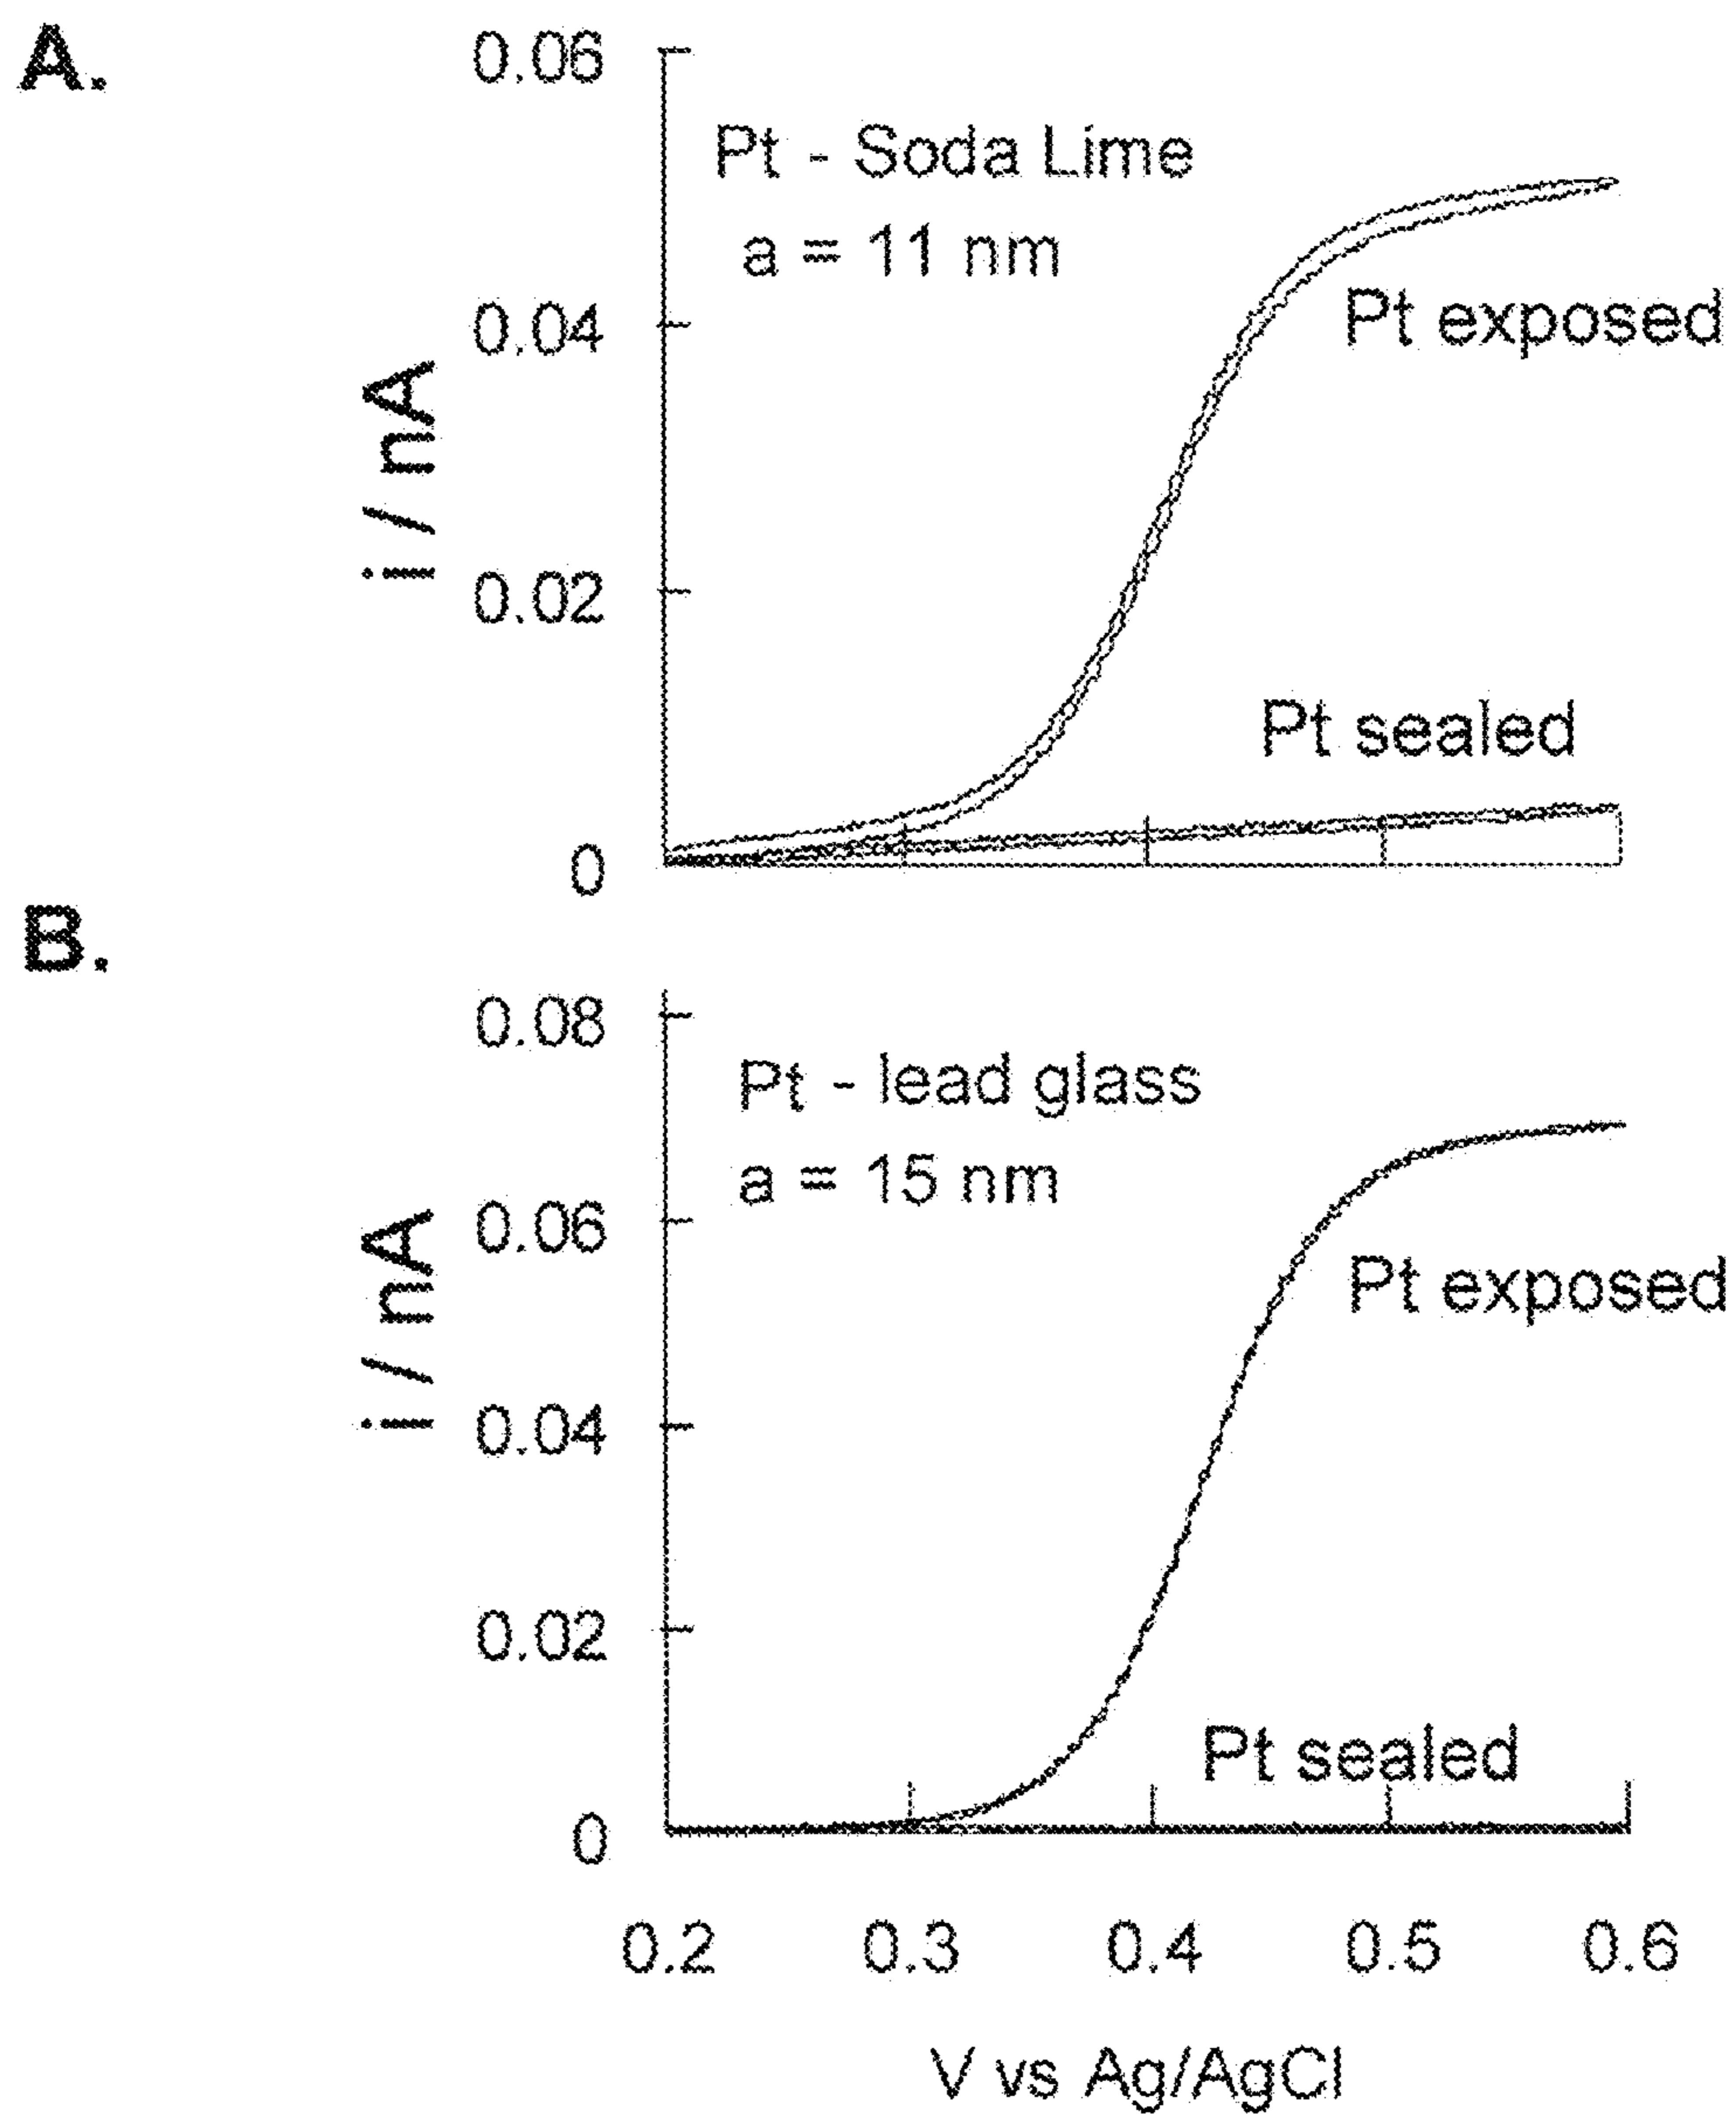 A.
0.06
Pt - Soda Lime
a = 11 nm
Pt exposed
0.04
i / nA
0.02
Pt sealed
0
B.
0.08
Pt - lead glass
a = 15 nm
0.06
Pt exposed
i / nA
0.04
0.02
Pt sealed
0
0.2 0.3 0.4 0.5 0.6
V vs Ag/AgCl